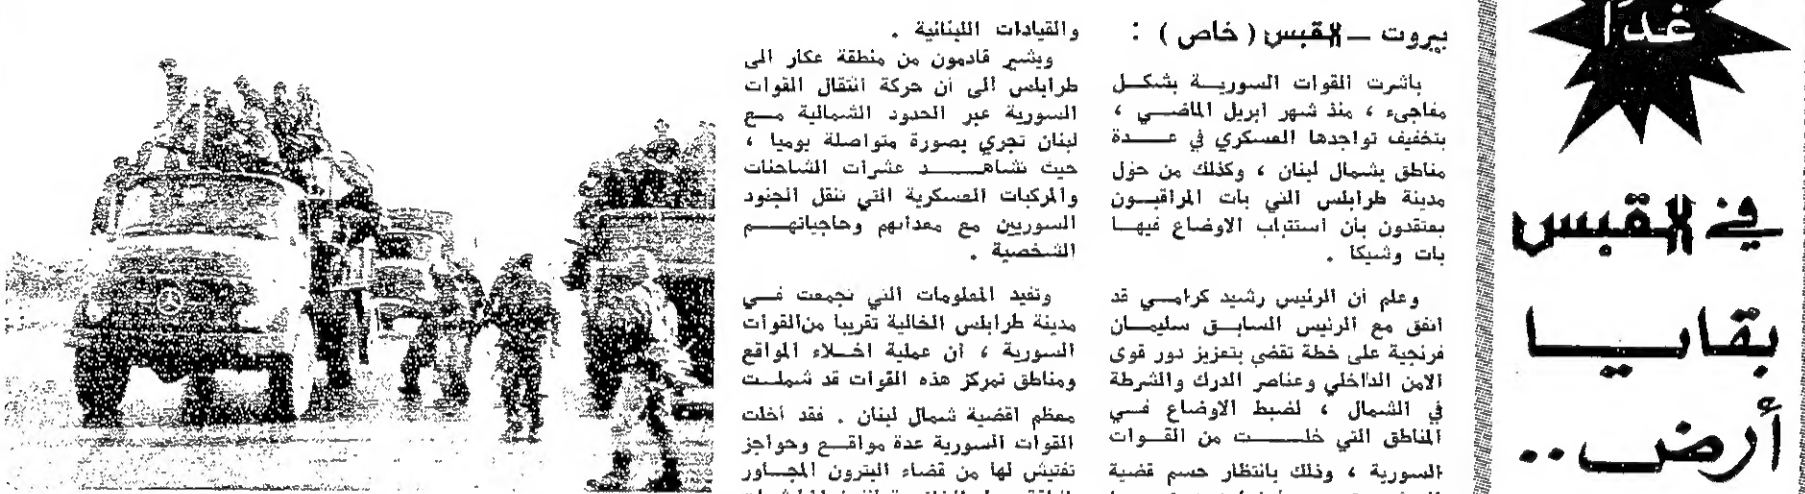 غدًا
في القبس
بقايا
أرض..
بيروت ــ القبس (خاص) :
باشرت القوات السورية بشكل
مفاجيء ، منذ شهر ابريل الماضي ،
بتخفيف تواجدها العسكري في عدة
مناطق بشمال لبنان ، وكذلك من حول
مدينة طرابلس التي بات المراقبون
يعتقدون بأن استتباب الاوضاع فيها
بات وشيكا .
وعلم أن الرئيس رشيد كرامي قد
اتفق مع الرئيس السابق سليمان
فرنجية على خطة تقضي بتعزيز دور قوى
الامن الداخلي وعناصر الدرك والشرطة
في الشمال ، لضبط الاوضاع في
المناطق التي خلت من القوات
السورية ، وذلك بانتظار حسم قضية
والقيادات اللبنانية .
ويشير قادمون من منطقة عكار الى
طرابلس الى أن حركة انتقال القوات
السورية عبر الحدود الشمالية مع
لبنان تجري بصورة متواصلة يوميا ،
حيث تشاهد عشرات الشاحنات
والمركبات العسكرية التي تنقل الجنود
السوريين مع معداتهم وحاجياتهم
الشخصية .
وتفيد المعلومات التي تجمعت في
مدينة طرابلس الخالية تقريبا من القوات
السورية ، أن عملية اخلاء المواقع
ومناطق تمركز هذه القوات قد شملت
معظم اقضية شمال لبنان . فقد أخلت
القوات السورية عدة مواقع وحواجز
تفتيش لها من قضاء البترون المجاور